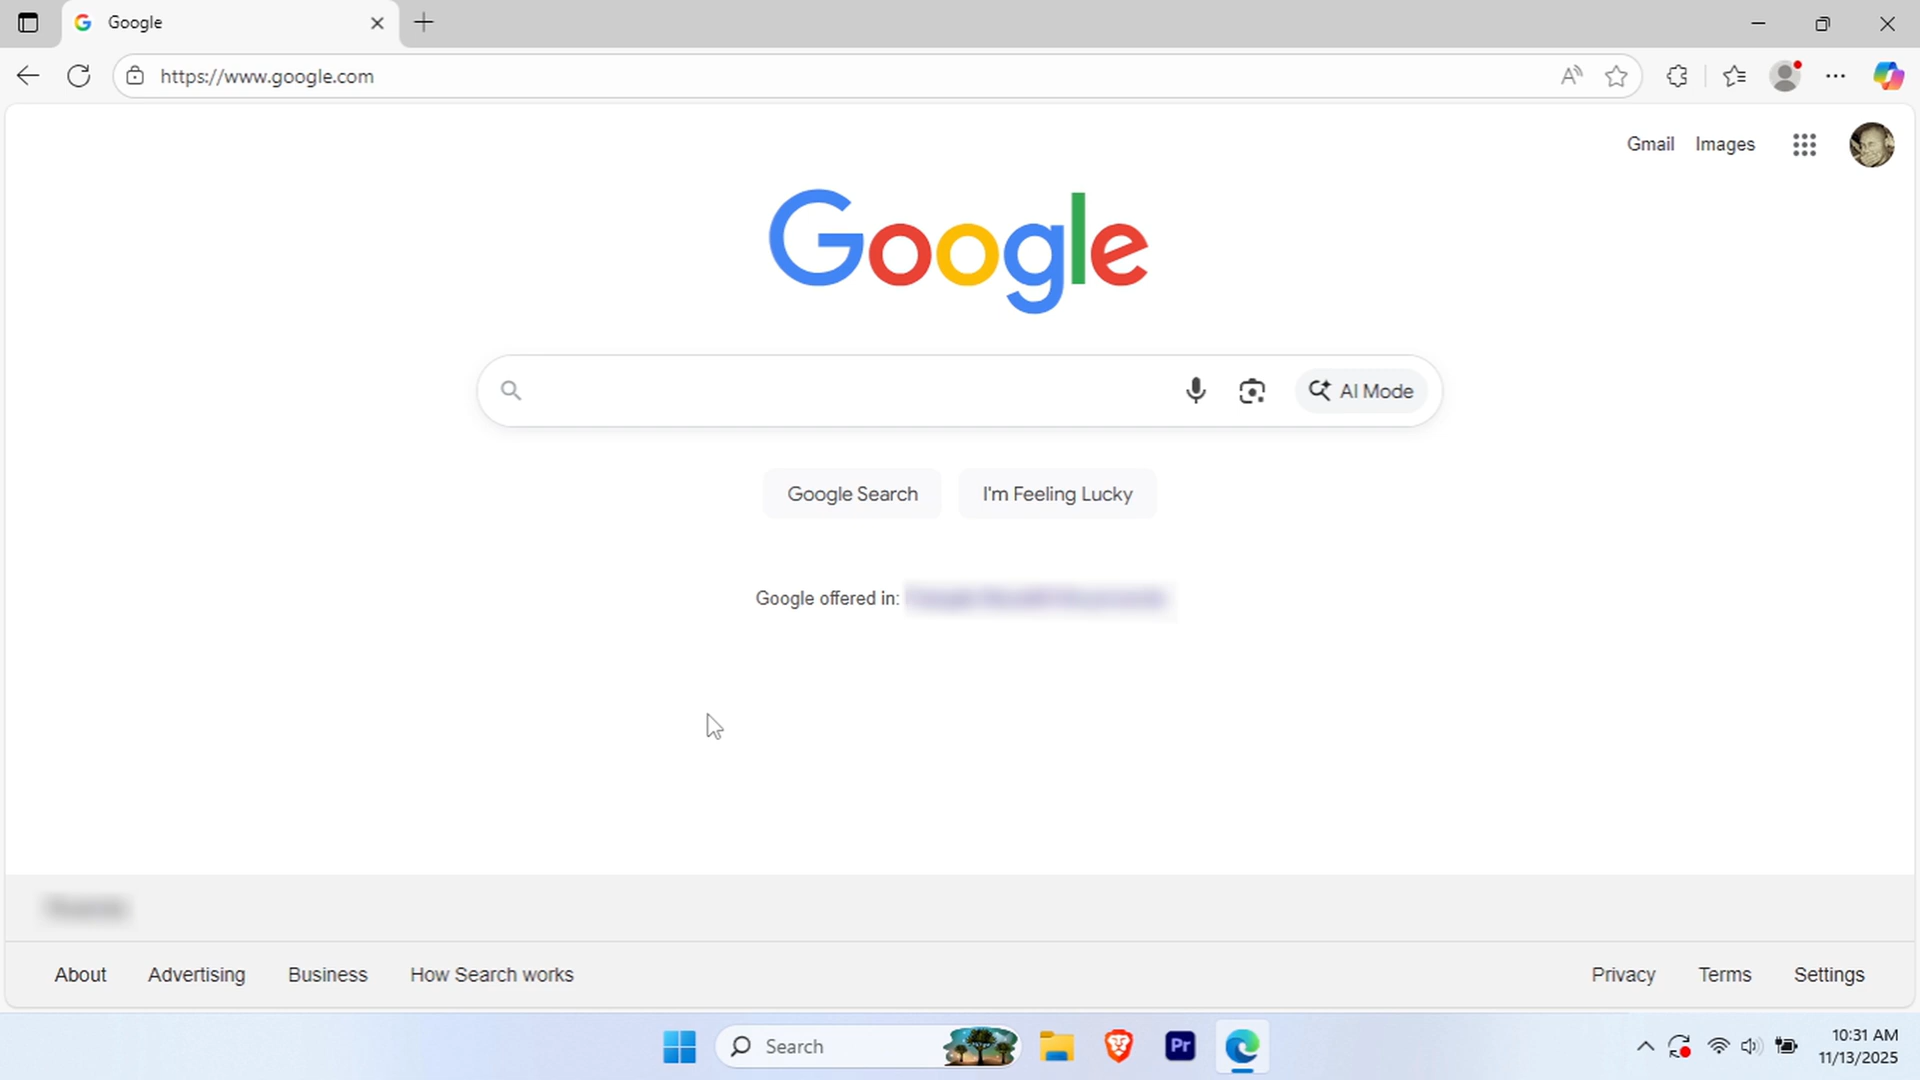 Google
https://www.google.com
Gmail Images
Google
AI Mode
Google Search I'm Feeling Lucky
Google offered in:
About Advertising Business How Search works Privacy Terms Settings
Search
Pr
10:31 AM
11/13/2025